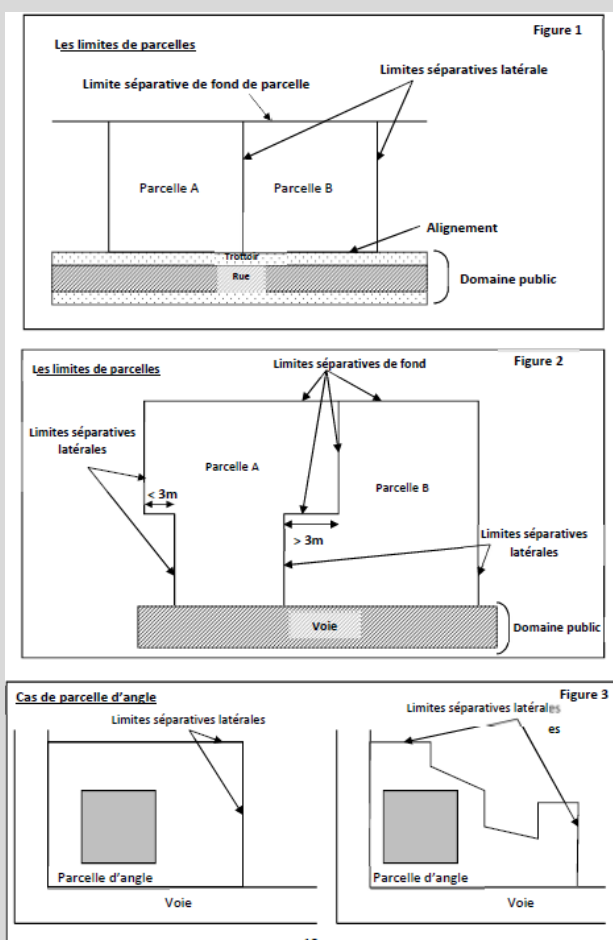 Figure 1
Les limites de parcelles
Limites séparatives latérale
Limite séparative de fond de parcelle
Parcelle A
Parcelle B
Alignement
Trottoir
Rue
Domaine public
Figure 2
Les limites de parcelles
Limites séparatives de fond
Limites séparatives
latérales
Parcelle A
Parcelle B
< 3m
> 3m
Limites séparatives
latérales
Voie
Domaine public
Cas de parcelle d'angle
Figure 3
Limites séparatives latérales
Limites séparatives latérales
es
Parcelle d'angle
Voie
Parcelle d'angle
Voie